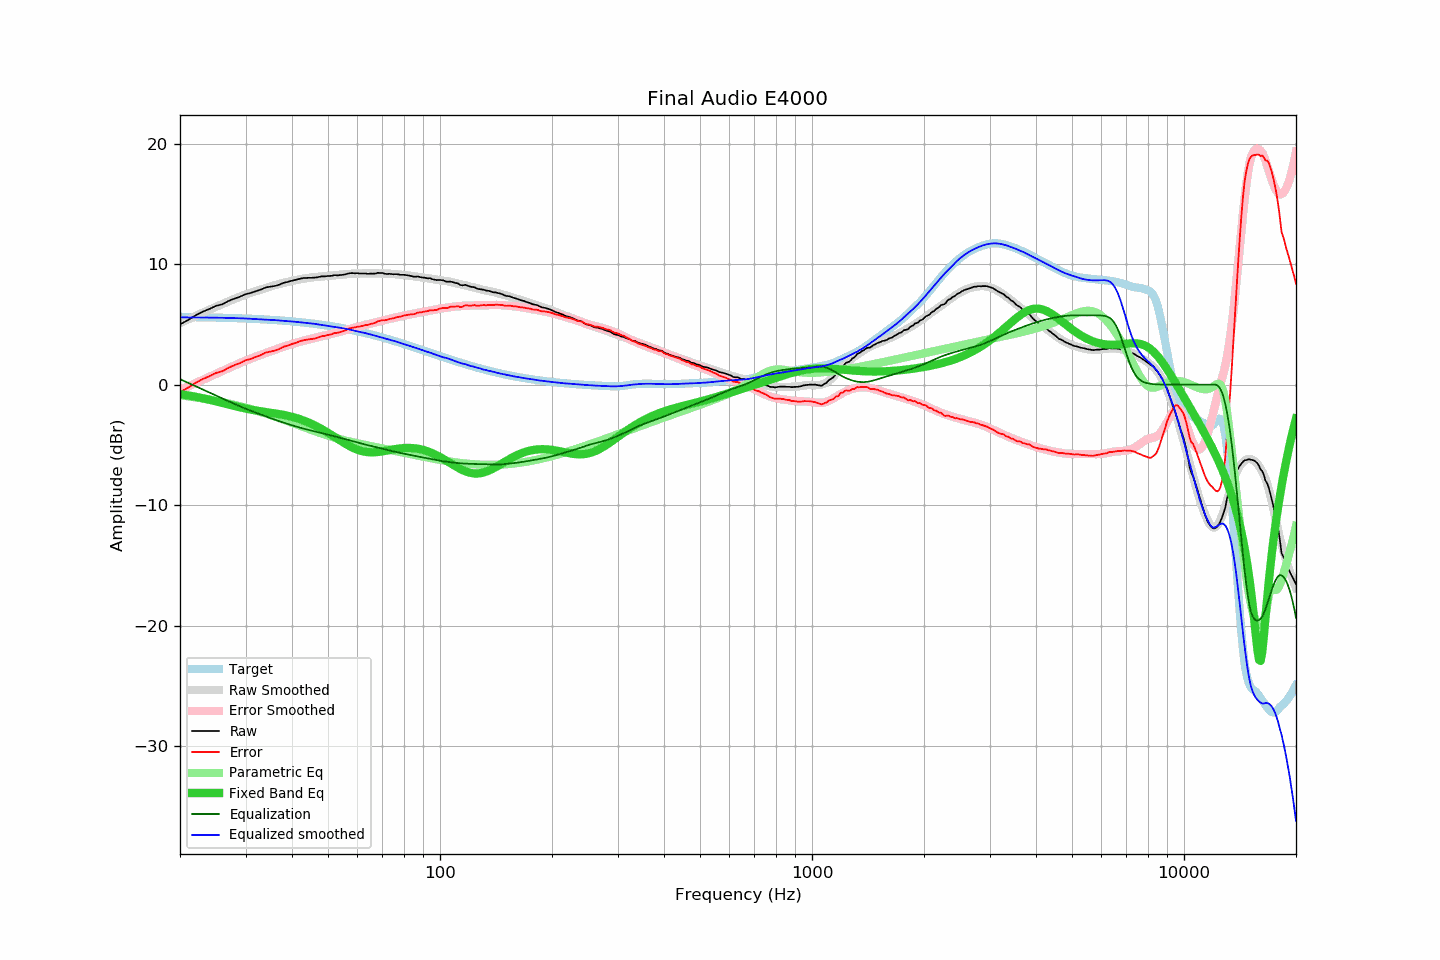 Final Audio E4000
20
10
0
−10
−20
−30
Amplitude (dBr)
Target
Raw Smoothed
Error Smoothed
Raw
Error
Parametric Eq
Fixed Band Eq
Equalization
Equalized smoothed
100
1000
10000
Frequency (Hz)